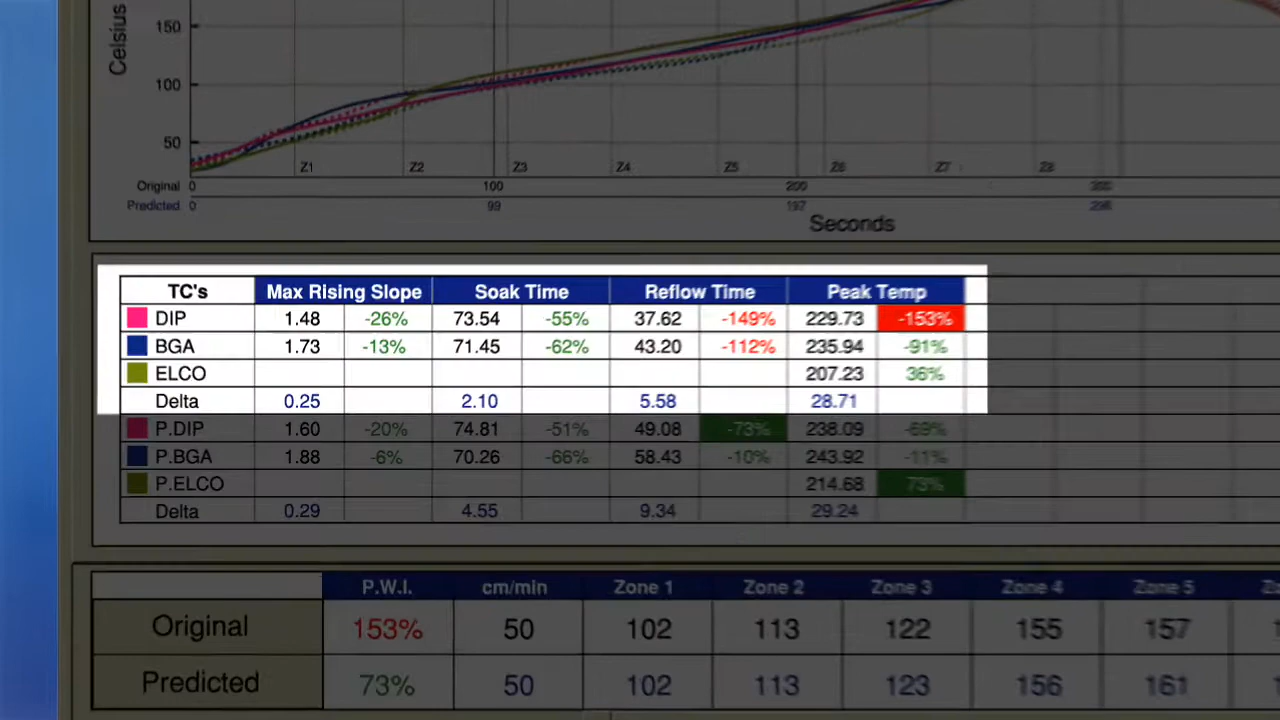 Celsius
150
100
50
Z1 Z2 Z3 Z4 Z5 Z6 Z7 Z8
Original 0 100 200 300
Predicted 0 99 197 296
Seconds
TC's Max Rising Slope Soak Time Reflow Time Peak Temp
DIP 1.48 -26% 73.54 -55% 37.62 -149% 229.73 -153%
BGA 1.73 -13% 71.45 -62% 43.20 -112% 235.94 -91%
ELCO 207.23 36%
Delta 0.25 2.10 5.58 28.71
P.DIP 1.60 -20% 74.81 -51% 49.08 -73% 238.09 -69%
P.BGA 1.88 -6% 70.26 -66% 58.43 -10% 243.92 -11%
P.ELCO 214.68 73%
Delta 0.29 4.55 9.34 29.24
P.W.I. cm/min Zone 1 Zone 2 Zone 3 Zone 4 Zone 5
Original 153% 50 102 113 122 155 157
Predicted 73% 50 102 113 123 156 161